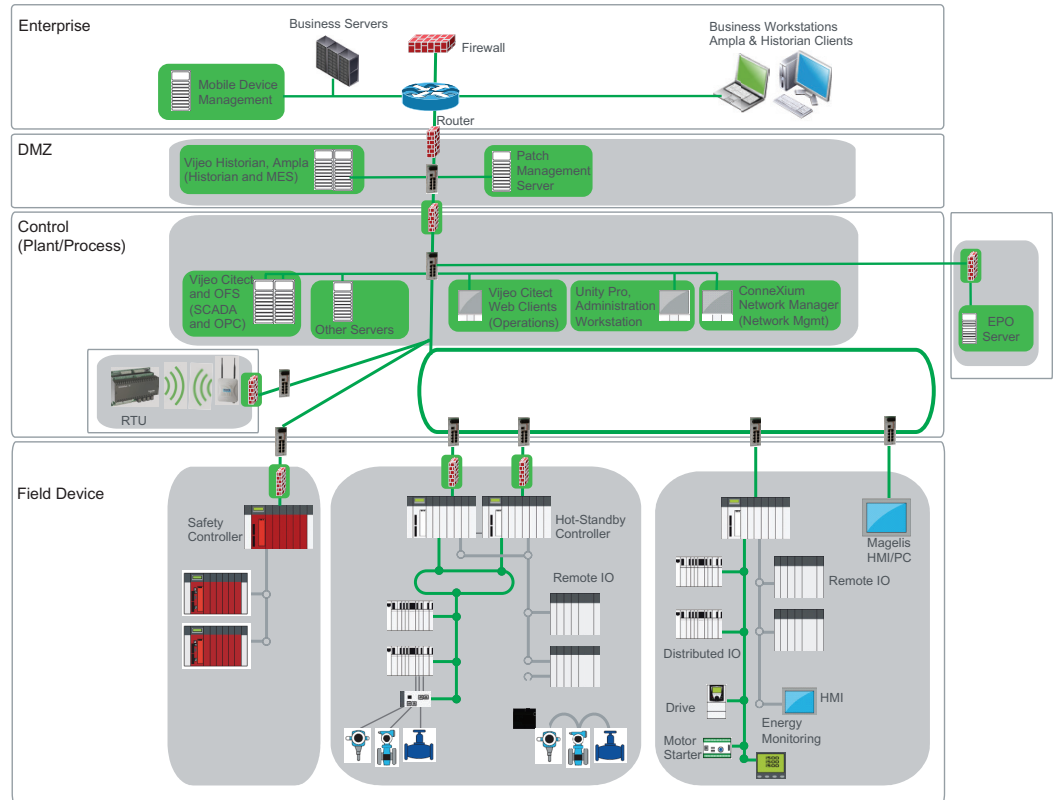 Enterprise
Business Servers
Firewall
Business Workstations
Ampla & Historian Clients
Mobile Device
Management
Router
DMZ
Vijeo Historian, Ampla
(Historian and MES)
Patch
Management
Server
Control
(Plant/Process)
Vijeo Citect
and OFS
(SCADA
and OPC)
Other Servers
Vijeo Citect
Web Clients
(Operations)
Unity Pro,
Administration
Workstation
ConneXium
Network Manager
(Network Mgmt)
EPO
Server
RTU
Field Device
Safety
Controller
Hot-Standby
Controller
Remote IO
Magelis
HMI/PC
Remote IO
Distributed IO
Drive
HMI
Energy
Monitoring
Motor
Starter